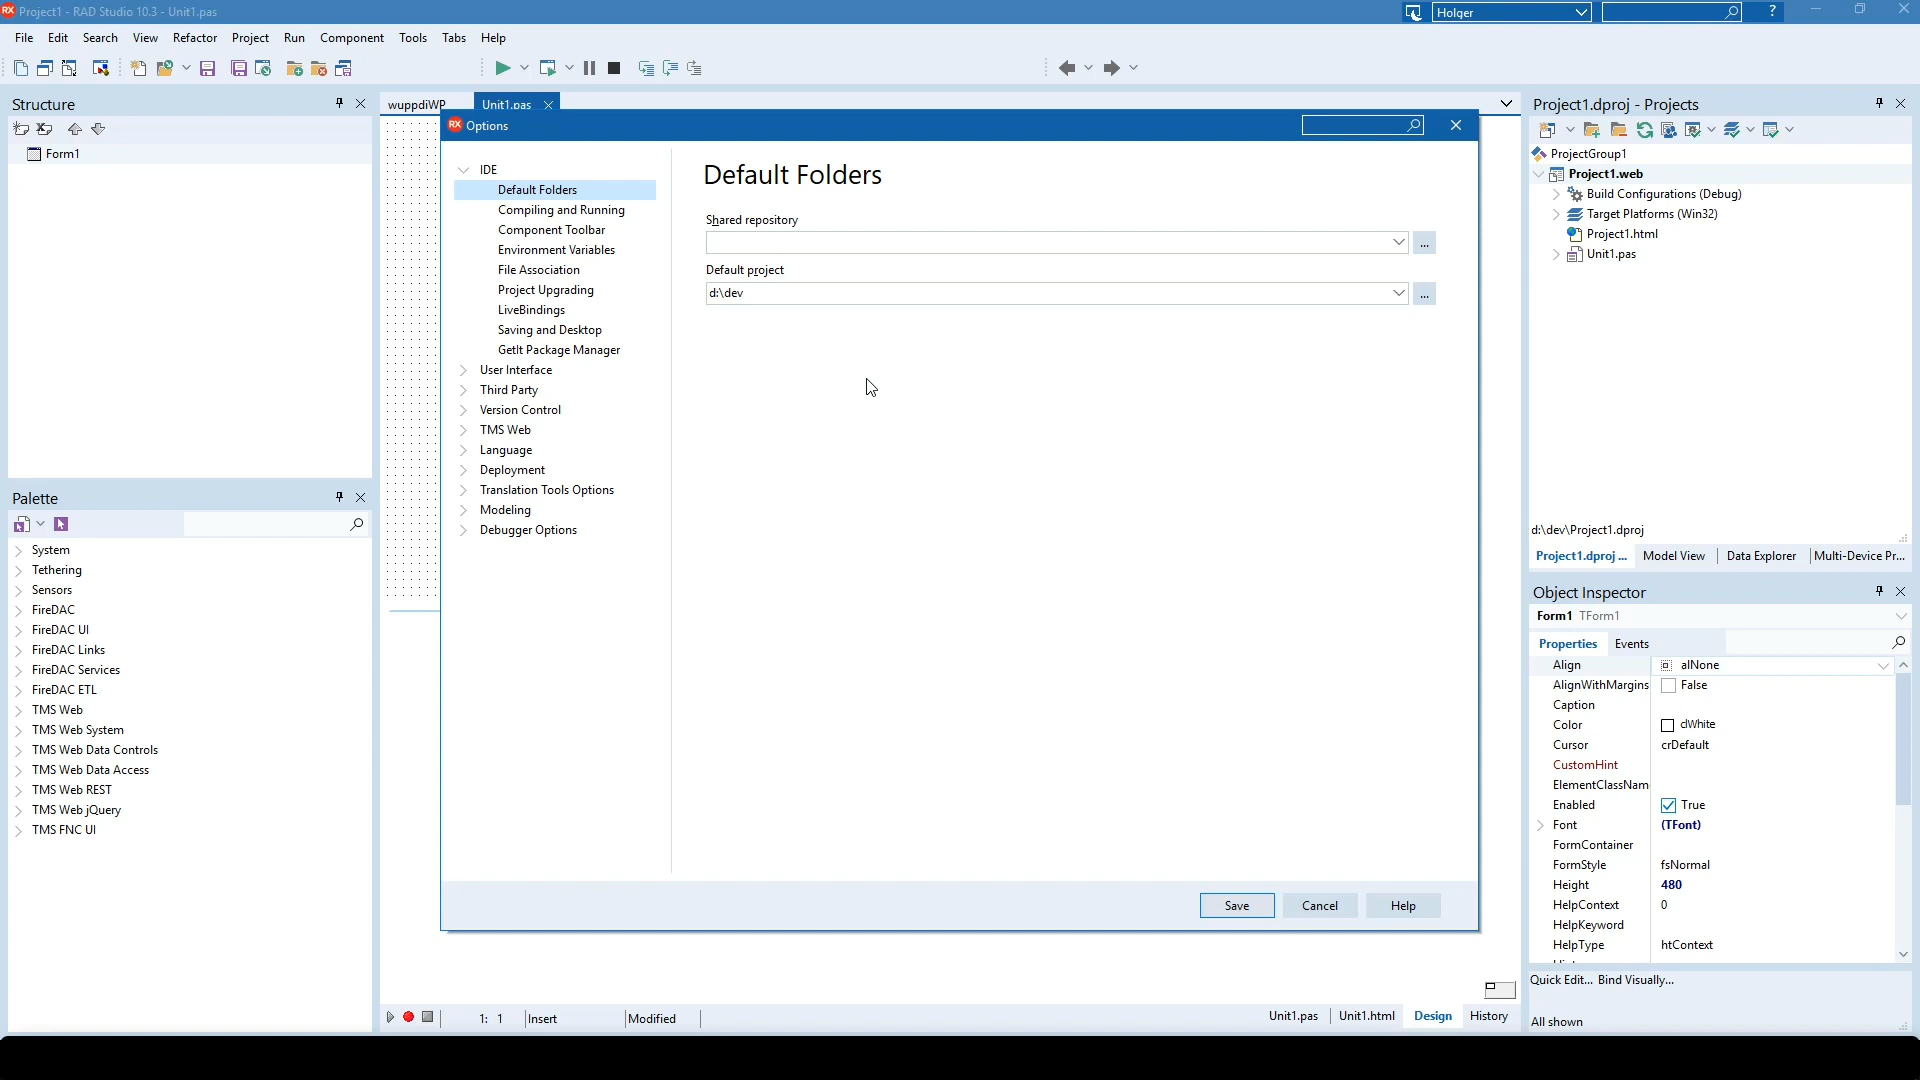 RX Project1 - RAD Studio 10.3 - Unit1.pas
Holger
?
File Edit Search View Refactor Project Run Component Tools Tabs Help
Structure
Form1
Palette
System
Tethering
Sensors
FireDAC
FireDAC UI
FireDAC Links
FireDAC Services
FireDAC ETL
TMS Web
TMS Web System
TMS Web Data Controls
TMS Web Data Access
TMS Web REST
TMS Web jQuery
TMS FNC UI
wuppdiWP Unit1.pas
RX Options
IDE
Default Folders
Compiling and Running
Component Toolbar
Environment Variables
File Association
Project Upgrading
LiveBindings
Saving and Desktop
GetIt Package Manager
User Interface
Third Party
Version Control
TMS Web
Language
Deployment
Translation Tools Options
Modeling
Debugger Options
Default Folders
Shared repository
...
Default project
d:\dev
...
Save Cancel Help
1: 1 Insert Modified
Unit1.pas Unit1.html Design History
Project1.dproj - Projects
ProjectGroup1
Project1.web
Build Configurations (Debug)
Target Platforms (Win32)
Project1.html
Unit1.pas
d:\dev\Project1.dproj
Project1.dproj ... Model View Data Explorer Multi-Device Pr...
Object Inspector
Form1 TForm1
Properties Events
Align alNone
AlignWithMargins False
Caption
Color clWhite
Cursor crDefault
CustomHint
ElementClassNam
Enabled True
Font (TFont)
FormContainer
FormStyle fsNormal
Height 480
HelpContext 0
HelpKeyword
HelpType htContext
Quick Edit... Bind Visually...
All shown